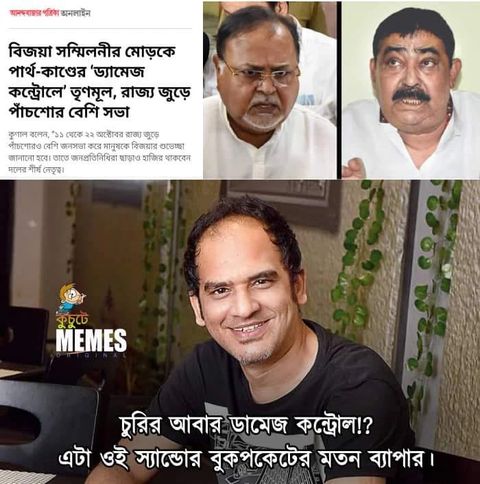 আনন্দবাজার পত্রিকা অনলাইন
বিজয়া সম্মিলনীর মোড়কে
পার্থ-কাণ্ডের 'ড্যামেজ
কন্ট্রোলে' তৃণমূল, রাজ্য জুড়ে
পাঁচশোর বেশি সভা
কুণাল বলেন, "১১ থেকে ২২ অক্টোবর রাজ্য জুড়ে
পাঁচশোরও বেশি জনসভা করে মানুষকে বিজয়ার শুভেচ্ছা
জানানো হবে। তাতে জনপ্রতিনিধিরা ছাড়াও হাজির থাকবেন
দলের শীর্ষ নেতৃত্ব।
কুচুটে
MEMES
ORIGINAL
চুরির আবার ডামেজ কন্ট্রোল!?
এটা ওই স্যান্ডোর বুকপকেটের মতন ব্যাপার।